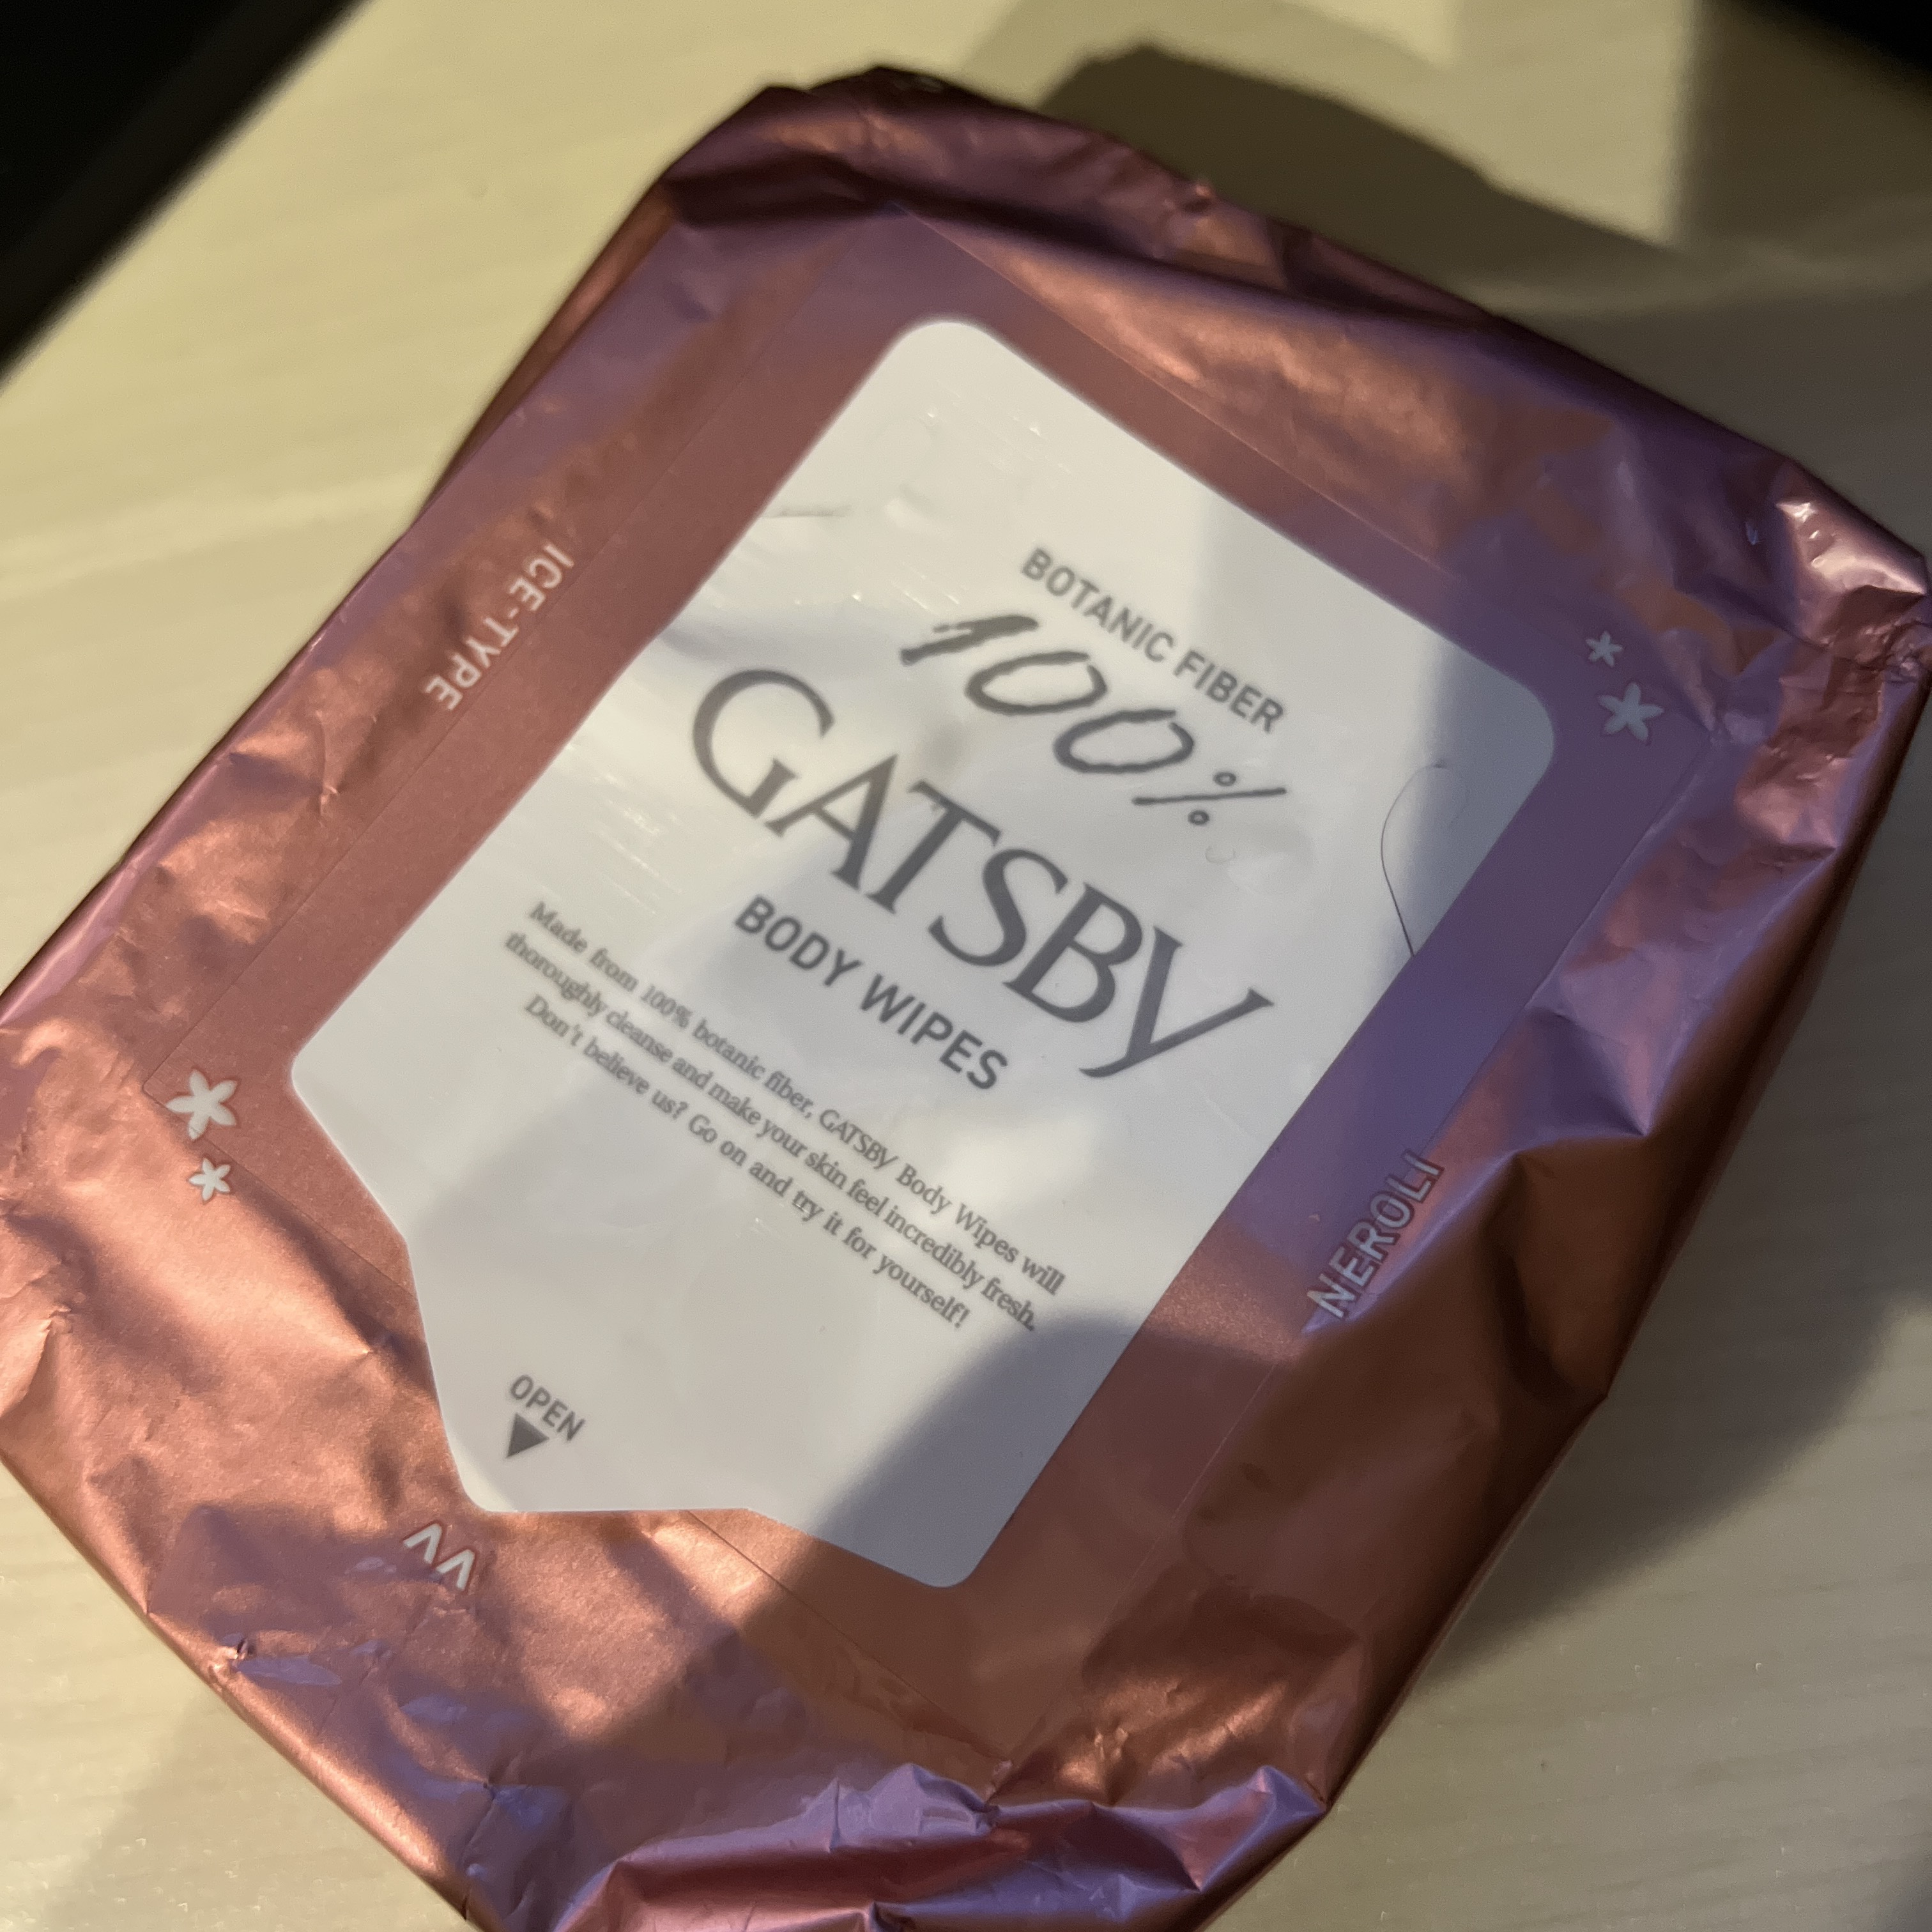 BOTANIC FIBER
100%
GATSBY
BODY WIPES
Made from 100% botanic fiber, GATSBY Body Wipes will
thoroughly cleanse and make your skin feel incredibly fresh.
Don't believe us? Go on and try it for yourself!
OPEN
ICE-TYPE
NEROLI